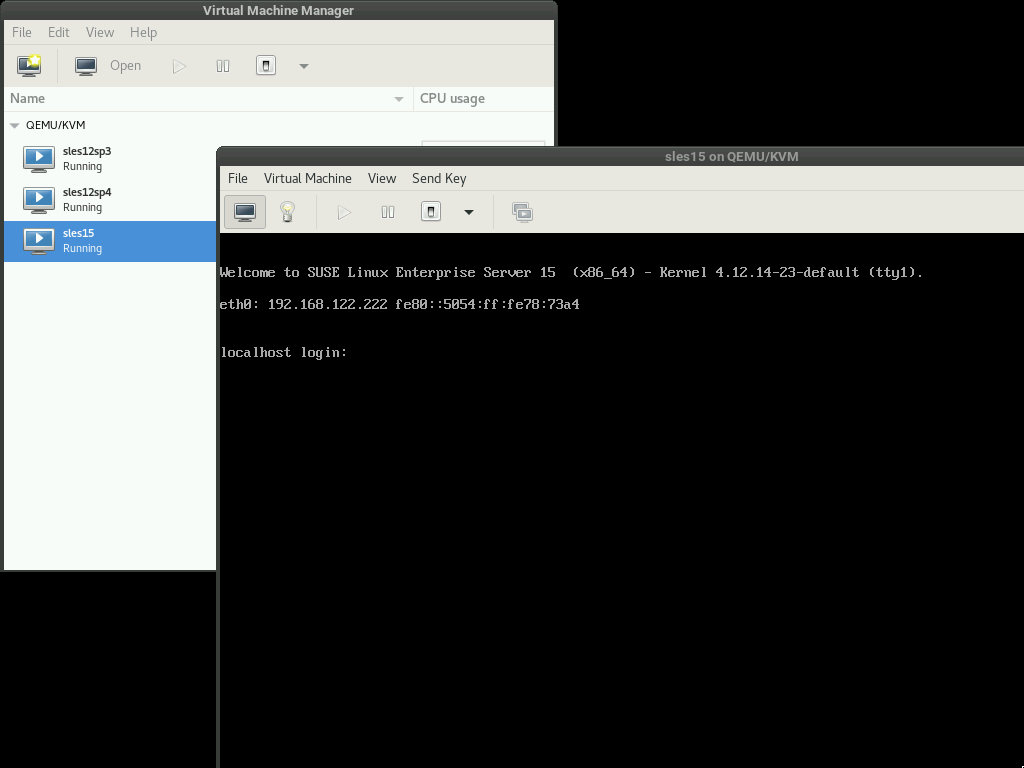 Virtual Machine Manager
File Edit View Help
Open
Name CPU usage
QEMU/KVM
sles12sp3
Running
sles12sp4
Running
sles15
Running
sles15 on QEMU/KVM
File Virtual Machine View Send Key
Welcome to SUSE Linux Enterprise Server 15  (x86_64) - Kernel 4.12.14-23-default (tty1).
eth0: 192.168.122.222 fe80::5054:ff:fe78:73a4
localhost login: